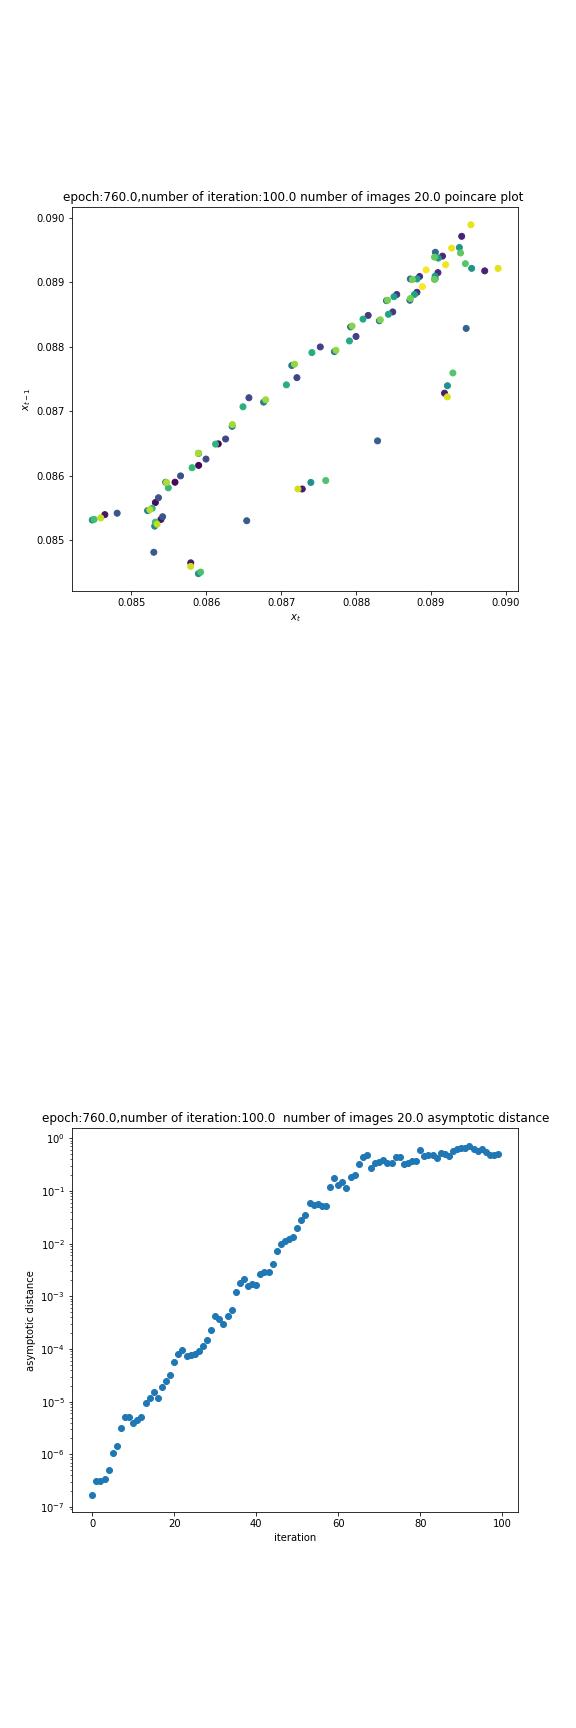 epoch:760.0,number of iteration:100.0 number of images 20.0 poincare plot
0.090
0.089
0.088
0.087
0.086
0.085
x_{t-1}
0.085 0.086 0.087 0.088 0.089 0.090
x_t
epoch:760.0,number of iteration:100.0  number of images 20.0 asymptotic distance
10^0
10^{-1}
10^{-2}
10^{-3}
10^{-4}
10^{-5}
10^{-6}
10^{-7}
asymptotic distance
0 20 40 60 80 100
iteration